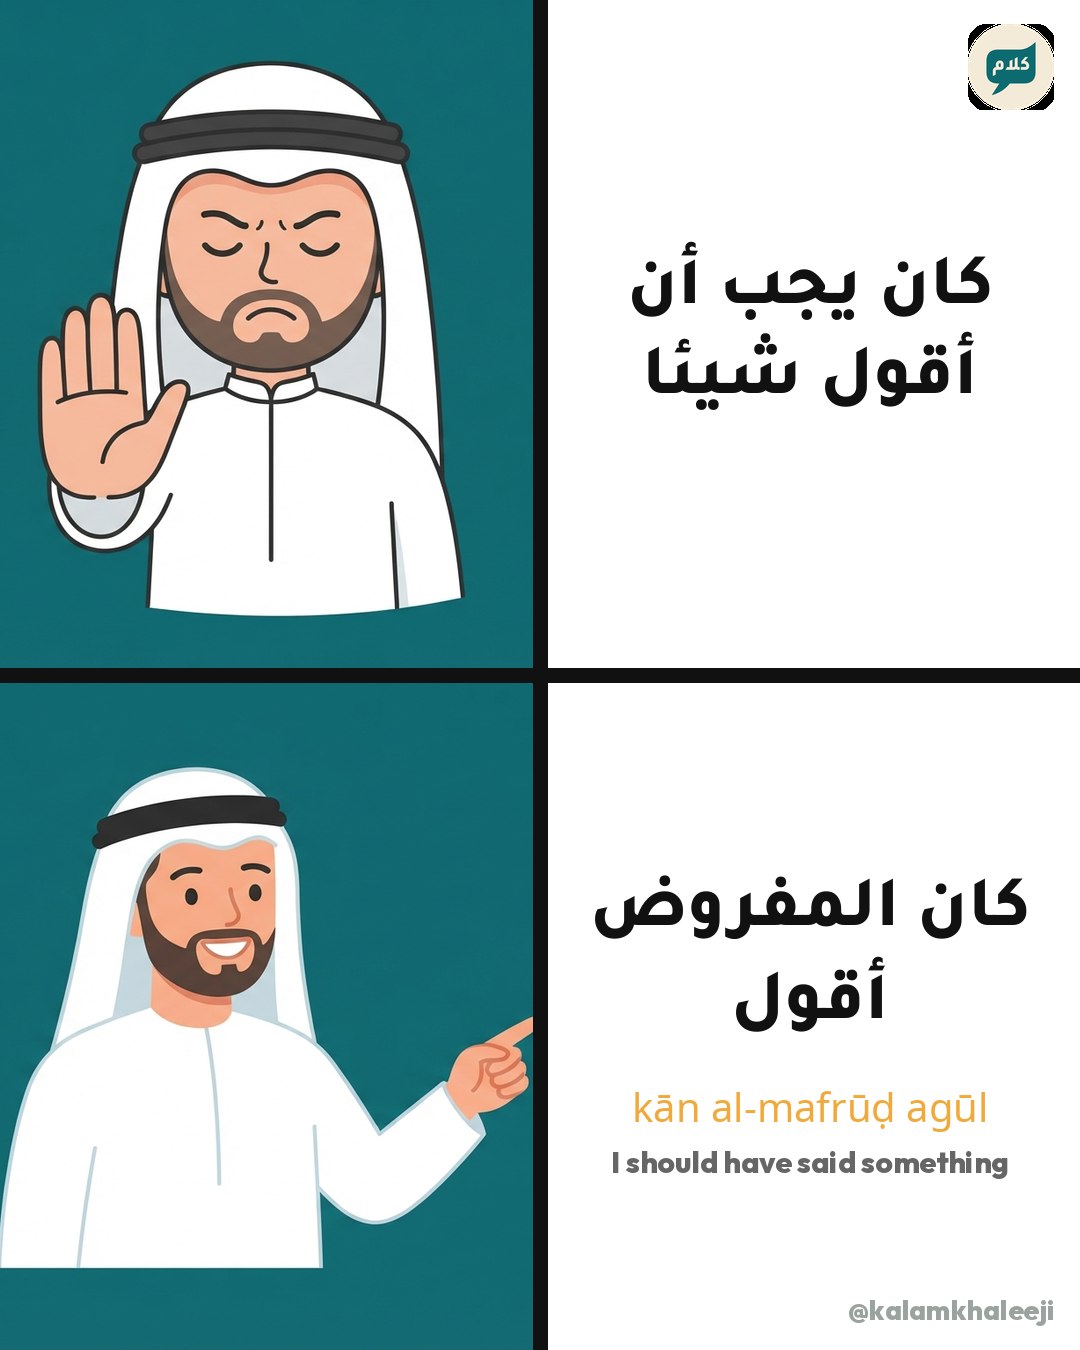 كلام
كان يجب أن
أقول شيئا
كان المفروض
أقول
kān al-mafrūḍ agūl
I should have said something
@kalamkhaleeji